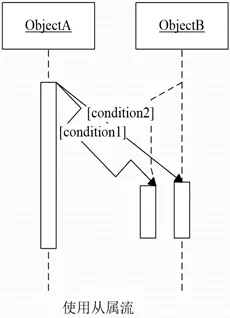 ObjectA
ObjectB
[condition2]
[condition1]
使用从属流